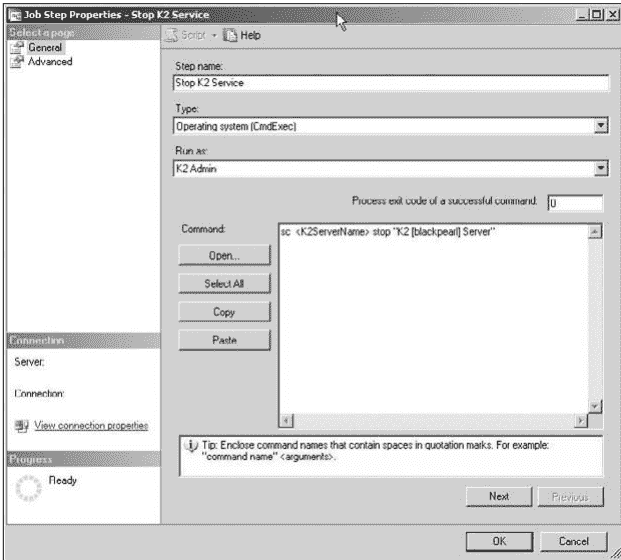 Job Step Properties - Stop K2 Service
Select a page
General
Advanced
Script
Help
Step name:
Stop K2 Service
Type:
Operating system (CmdExec)
Run as:
K2 Admin
Process exit code of a successful command:
0
Command:
sc <K2ServerName> stop "K2 [blackpearl] Server"
Open...
Select All
Copy
Paste
Connection
Server:
Connection:
View connection properties
Tip: Enclose command names that contain spaces in quotation marks. For example:
"command name" <arguments>.
Progress
Ready
Next
Previous
OK
Cancel